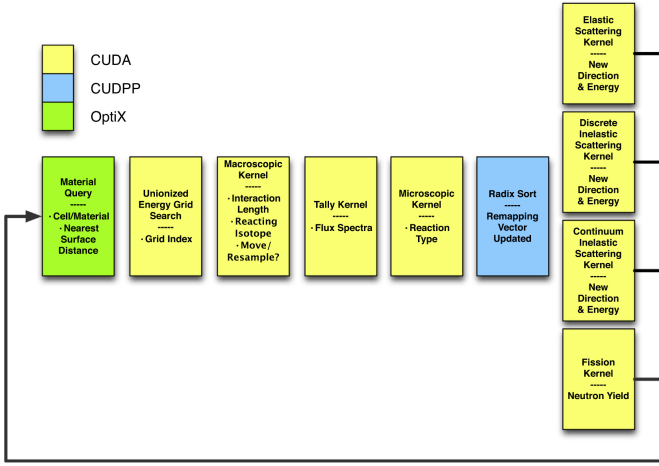 CUDA
CUDPP
OptiX
Material
Query
-----
· Cell/Material
· Nearest
Surface
Distance
Unionized
Energy Grid
Search
-----
· Grid Index
Macroscopic
Kernel
-----
· Interaction
Length
· Reacting
Isotope
· Move/
Resample?
Tally Kernel
-----
· Flux Spectra
Microscopic
Kernel
-----
· Reaction
Type
Radix Sort
-----
Remapping
Vector
Updated
Elastic
Scattering
Kernel
-----
New
Direction
& Energy
Discrete
Inelastic
Scattering
Kernel
-----
New
Direction
& Energy
Continuum
Inelastic
Scattering
Kernel
-----
New
Direction
& Energy
Fission
Kernel
-----
Neutron Yield